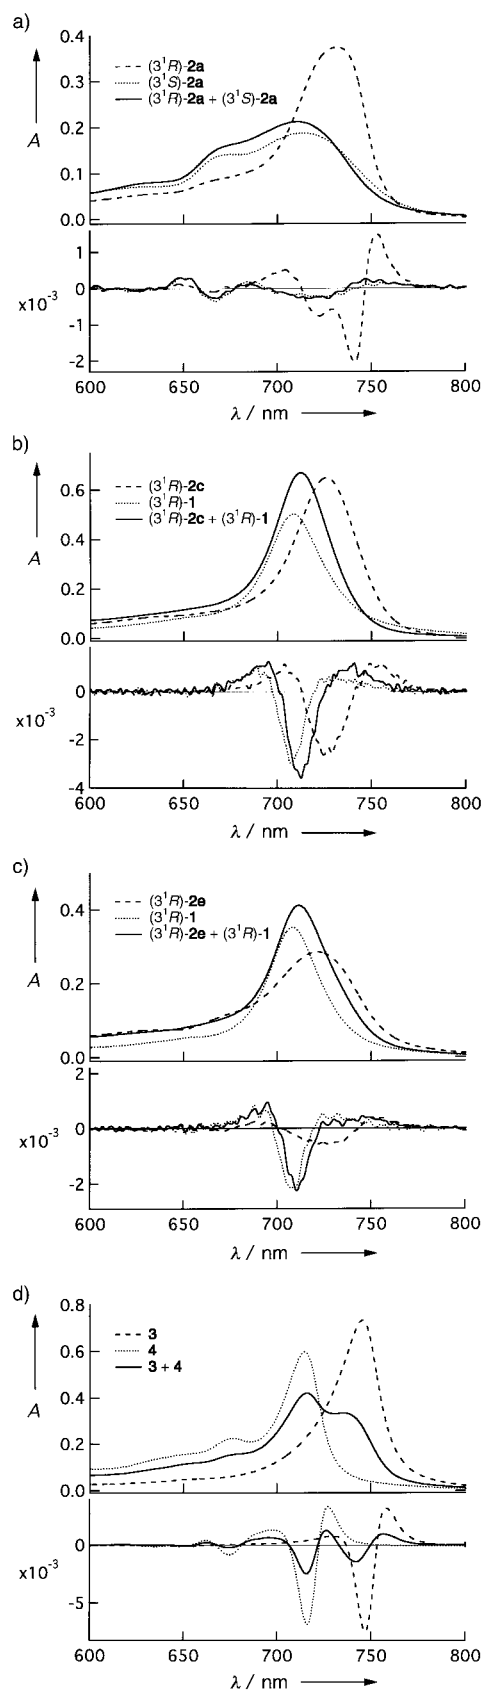 a)
0.4
0.3
0.2
0.1
0.0
A
(3¹R)-2a
(3¹S)-2a
(3¹R)-2a + (3¹S)-2a
1
0
-1
-2
x10⁻³
600 650 700 750 800
λ / nm
b)
0.6
0.4
0.2
0.0
A
(3¹R)-2c
(3¹R)-1
(3¹R)-2c + (3¹R)-1
0
-2
-4
x10⁻³
600 650 700 750 800
λ / nm
c)
0.4
0.2
0.0
A
(3¹R)-2e
(3¹R)-1
(3¹R)-2e + (3¹R)-1
2
0
-2
x10⁻³
600 650 700 750 800
λ / nm
d)
0.8
0.6
0.4
0.2
0.0
A
3
4
3 + 4
0
-5
x10⁻³
600 650 700 750 800
λ / nm